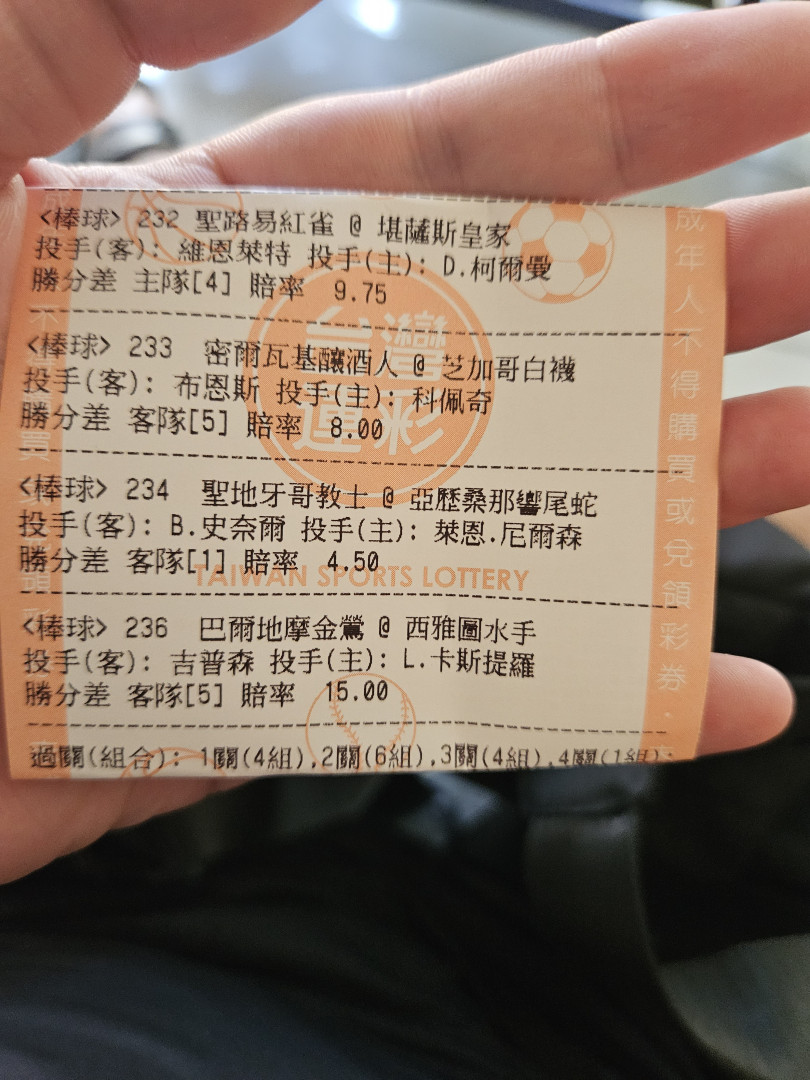 <棒球> 232 聖路易紅雀 @ 堪薩斯皇家
投手(客): 維恩萊特 投手(主): D.柯爾曼
勝分差 主隊[4] 賠率 9.75
<棒球> 233 密爾瓦基釀酒人 @ 芝加哥白襪
投手(客): 布恩斯 投手(主): 科佩奇
勝分差 客隊[5] 賠率 8.00
<棒球> 234 聖地牙哥教士 @ 亞歷桑那響尾蛇
投手(客): B.史奈爾 投手(主): 萊恩.尼爾森
勝分差 客隊[1] 賠率 4.50
<棒球> 236 巴爾地摩金鶯 @ 西雅圖水手
投手(客): 吉普森 投手(主): L.卡斯提羅
勝分差 客隊[5] 賠率 15.00
過關(組合): 1關(4組),2關(6組),3關(4組),4關(1組)
台灣
運彩
TAIWAN SPORTS LOTTERY
成年人不得購買或兌領彩券.